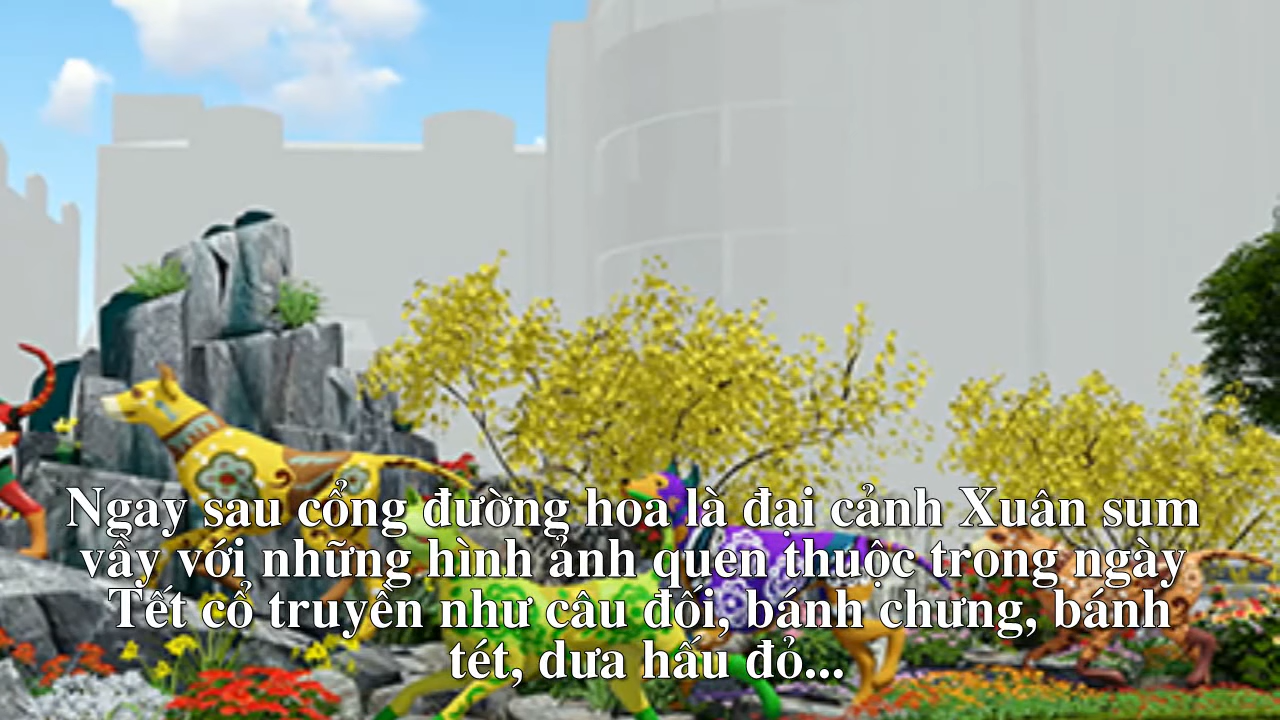 Ngay sau cổng đường hoa là đại cảnh Xuân sum
vầy với những hình ảnh quen thuộc trong ngày
Tết cổ truyền như câu đối, bánh chưng, bánh
tét, dưa hấu đỏ...